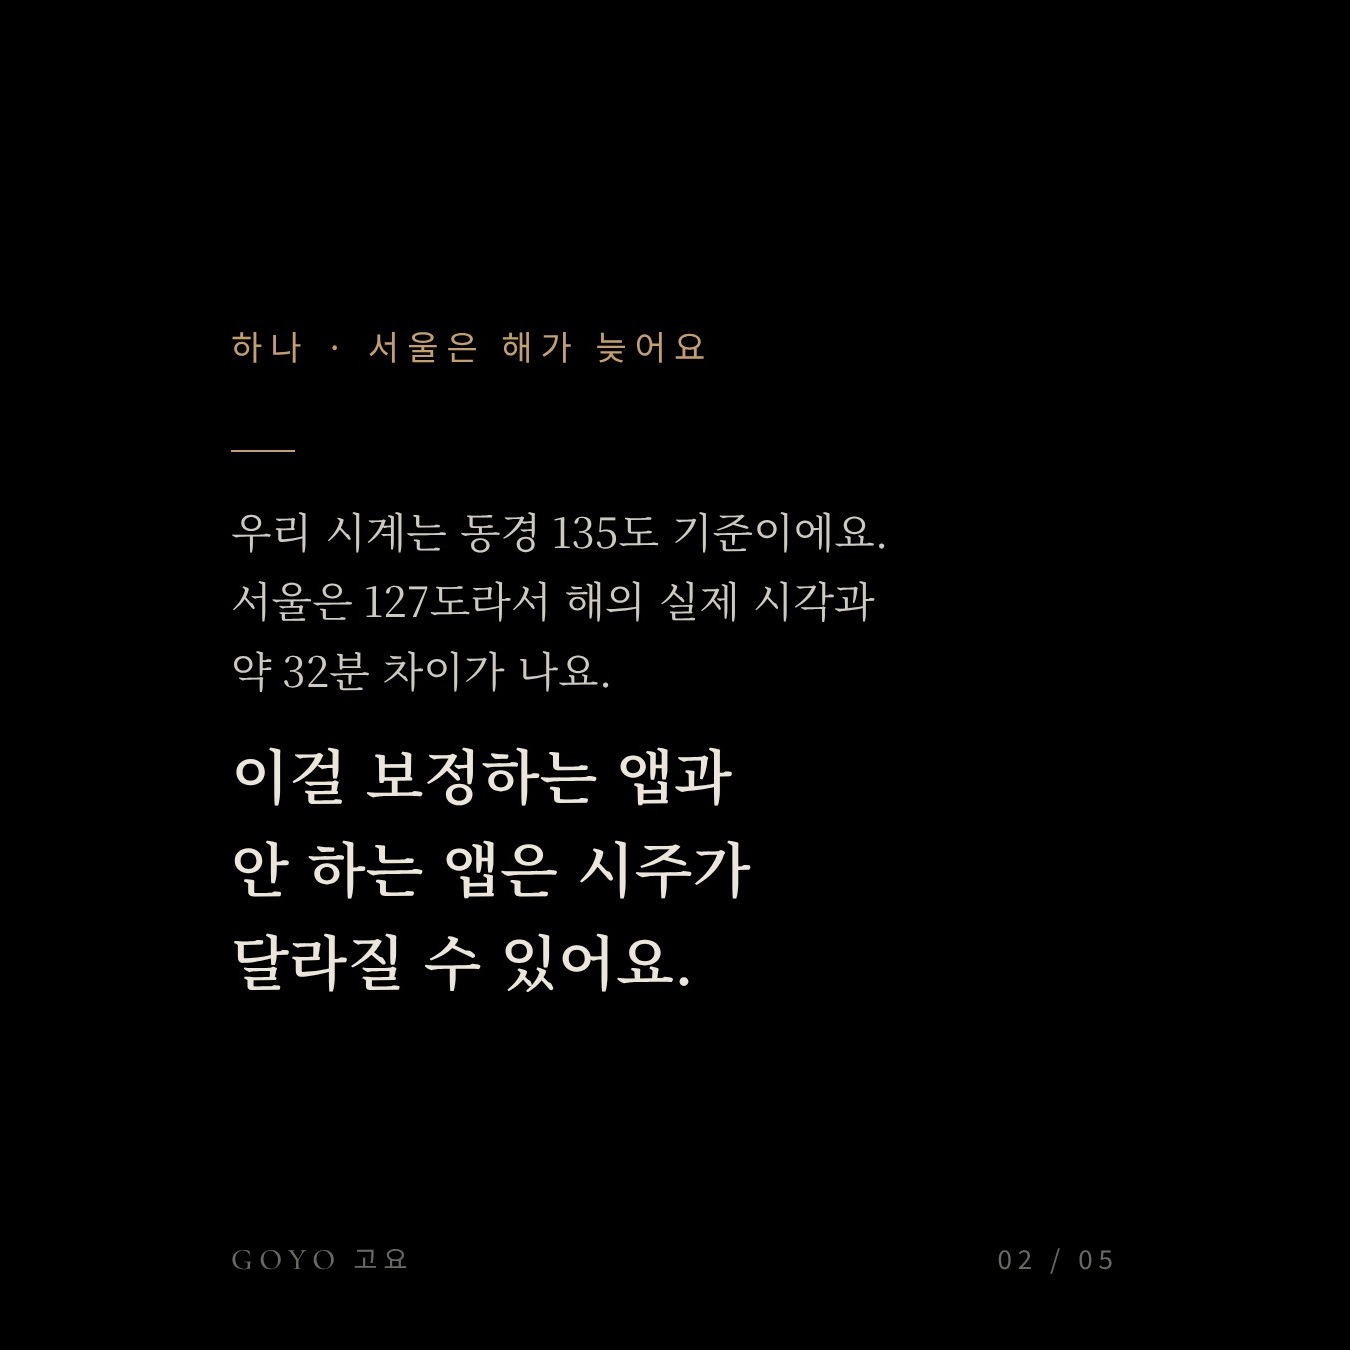 하나 · 서울은 해가 늦어요
우리 시계는 동경 135도 기준이에요.
서울은 127도라서 해의 실제 시각과
약 32분 차이가 나요.
이걸 보정하는 앱과
안 하는 앱은 시주가
달라질 수 있어요.
GOYO 고요
02 / 05